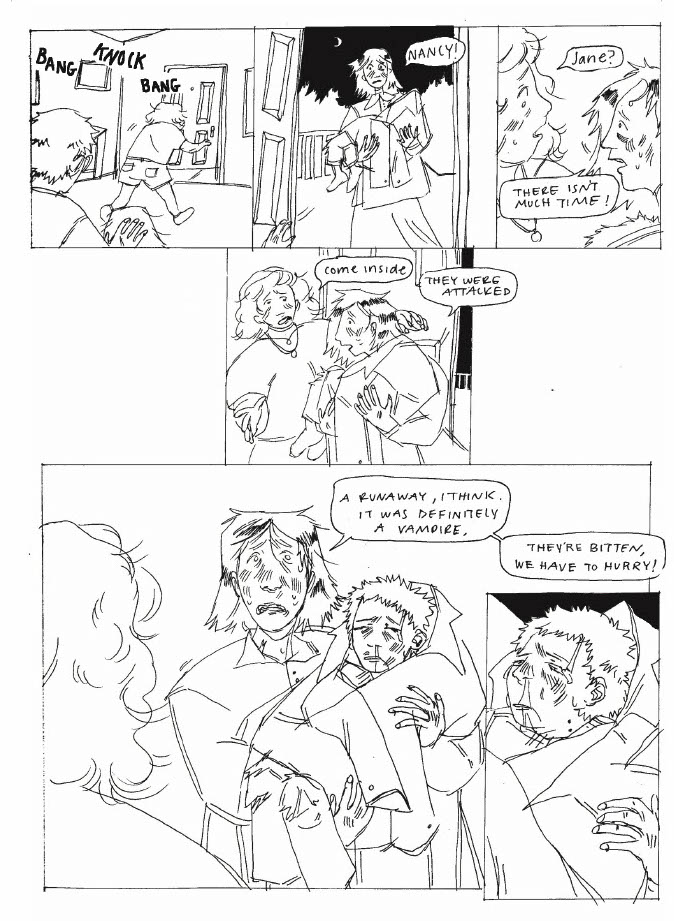 BANG
KNOCK
BANG
NANCY!
Jane?
THERE ISN'T
MUCH TIME!
come inside
THEY WERE
ATTACKED
A RUNAWAY, I THINK.
IT WAS DEFINITELY
A VAMPIRE.
THEY'RE BITTEN,
WE HAVE TO HURRY!